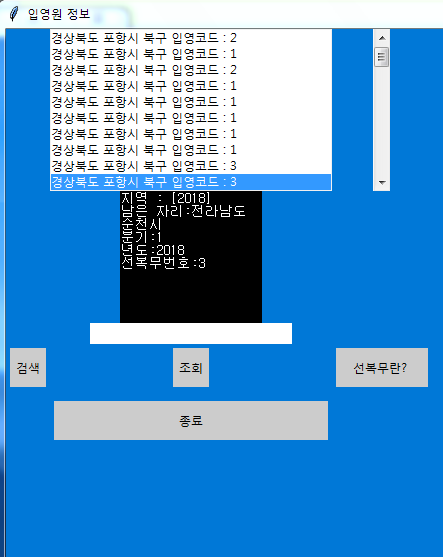 입영원 정보
경상북도 포항시 북구 입영코드 : 2
경상북도 포항시 북구 입영코드 : 1
경상북도 포항시 북구 입영코드 : 2
경상북도 포항시 북구 입영코드 : 1
경상북도 포항시 북구 입영코드 : 1
경상북도 포항시 북구 입영코드 : 1
경상북도 포항시 북구 입영코드 : 1
경상북도 포항시 북구 입영코드 : 1
경상북도 포항시 북구 입영코드 : 3
경상북도 포항시 북구 입영코드 : 3
지역 : [2018]
남은 자리:전라남도
순천시
분기:1
년도:2018
선복무번호:3
검색
조회
선복무란?
종료